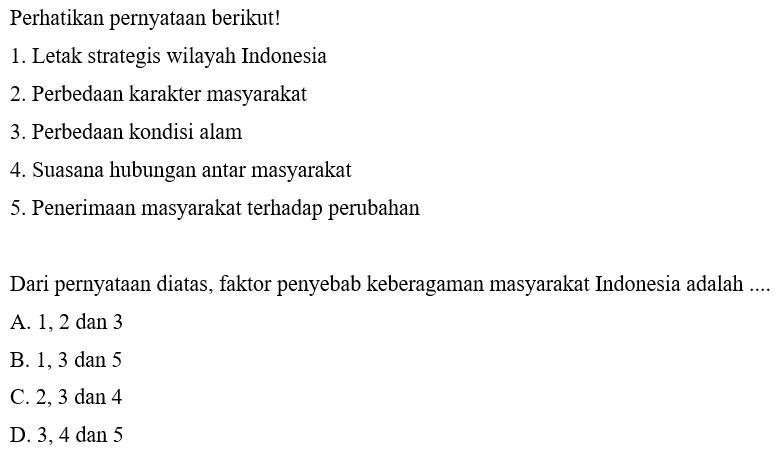 Perhatikan pernyataan berikut!
1. Letak strategis wilayah Indonesia
2. Perbedaan karakter masyarakat
3. Perbedaan kondisi alam
4. Suasana hubungan antar masyarakat
5. Penerimaan masyarakat terhadap perubahan
Dari pernyataan diatas, faktor penyebab keberagaman masyarakat Indonesia adalah ....
A. 1, 2 dan 3
B. 1, 3 dan 5
C. 2, 3 dan 4
D. 3, 4 dan 5